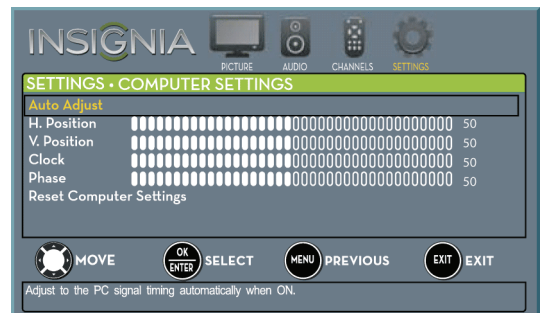 INSIGNIA
PICTURE AUDIO CHANNELS SETTINGS
SETTINGS • COMPUTER SETTINGS
Auto Adjust
H. Position 50
V. Position 50
Clock 50
Phase 50
Reset Computer Settings
MOVE OK ENTER SELECT MENU PREVIOUS EXIT EXIT
Adjust to the PC signal timing automatically when ON.